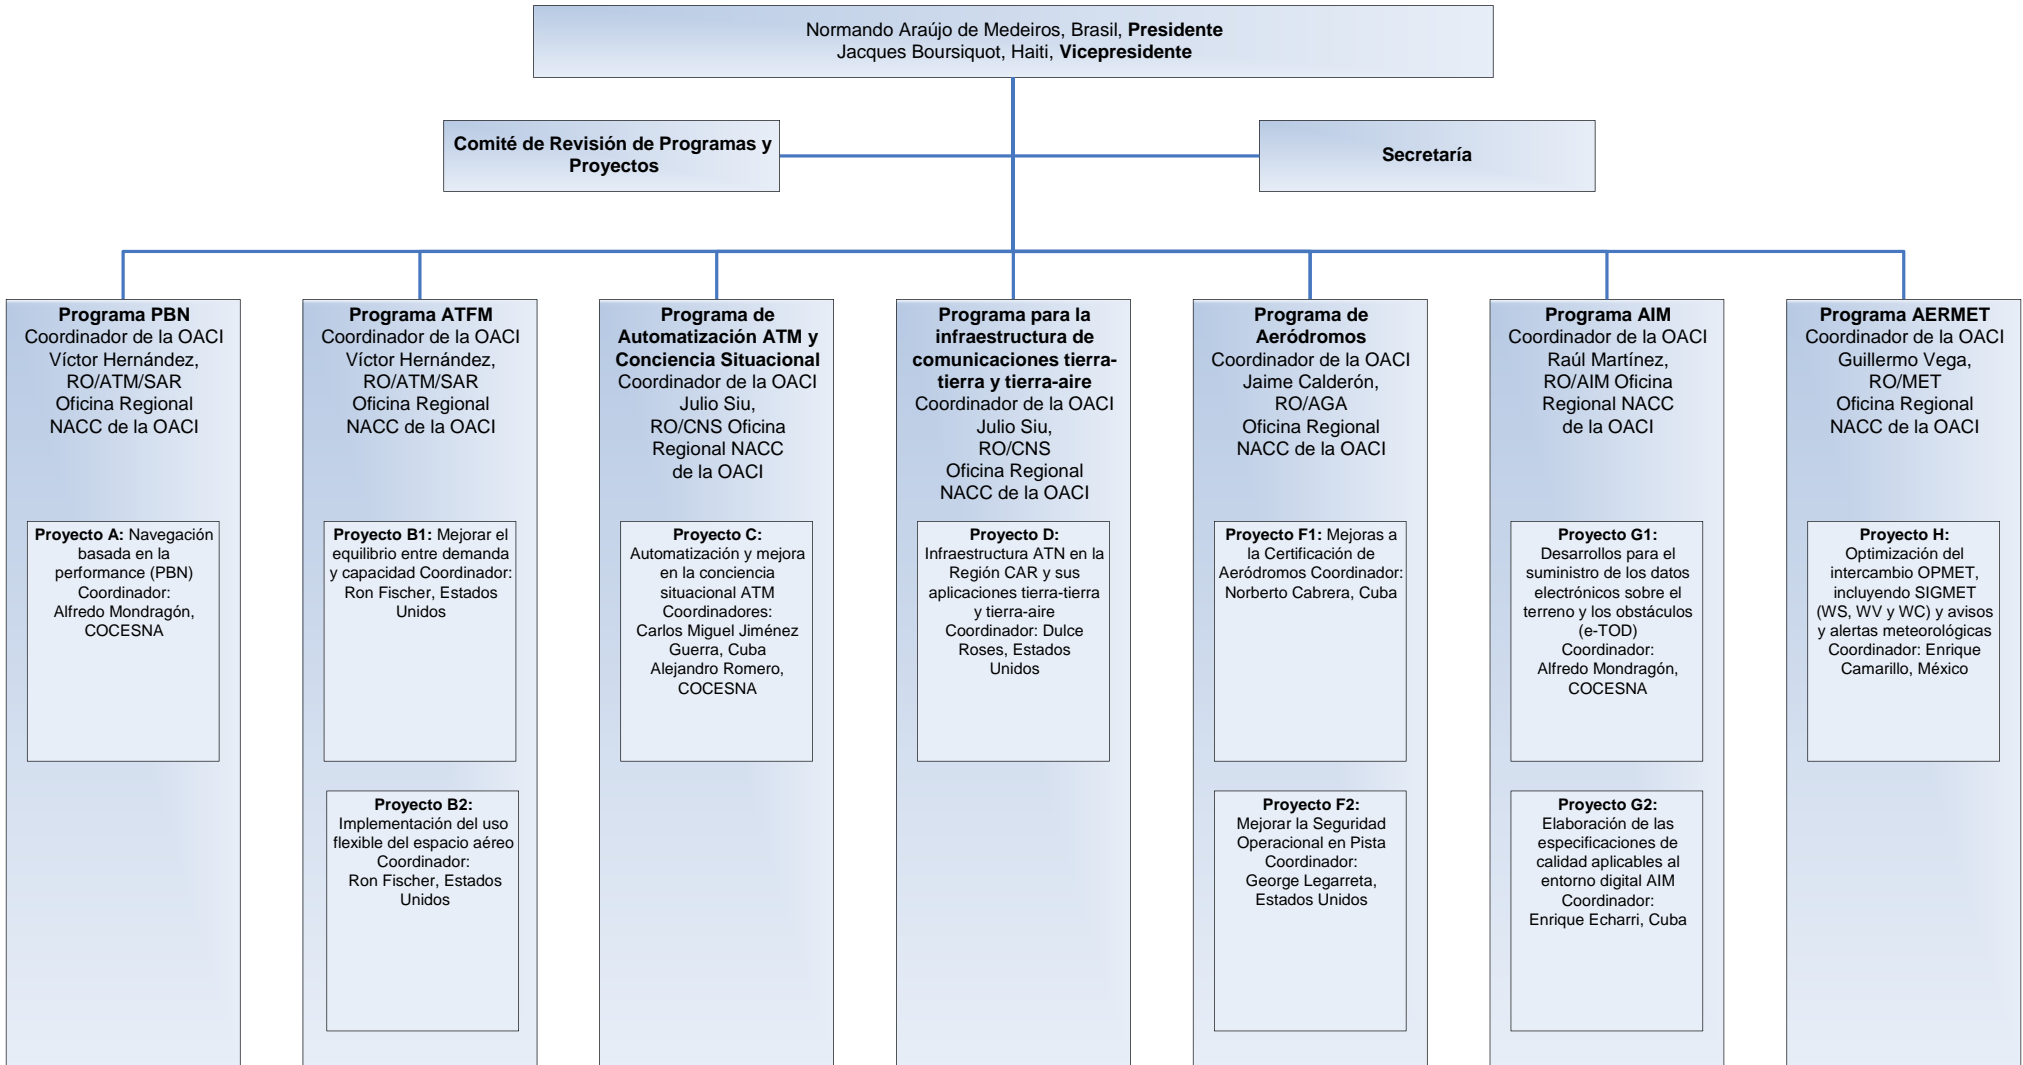 Normando Araújo de Medeiros, Brasil, Presidente
Jacques Boursiquot, Haiti, Vicepresidente
Comité de Revisión de Programas y
Proyectos
Secretaría
Programa PBN
Coordinador de la OACI
Víctor Hernández,
RO/ATM/SAR
Oficina Regional
NACC de la OACI
Proyecto A: Navegación
basada en la
performance (PBN)
Coordinador:
Alfredo Mondragón,
COCESNA
Programa ATFM
Coordinador de la OACI
Víctor Hernández,
RO/ATM/SAR
Oficina Regional
NACC de la OACI
Proyecto B1: Mejorar el
equilibrio entre demanda
y capacidad Coordinador:
Ron Fischer, Estados
Unidos
Proyecto B2:
Implementación del uso
flexible del espacio aéreo
Coordinador:
Ron Fischer, Estados
Unidos
Programa de
Automatización ATM y
Conciencia Situacional
Coordinador de la OACI
Julio Siu,
RO/CNS Oficina
Regional NACC
de la OACI
Proyecto C:
Automatización y mejora
en la conciencia
situacional ATM
Coordinadores:
Carlos Miguel Jiménez
Guerra, Cuba
Alejandro Romero,
COCESNA
Programa para la
infraestructura de
comunicaciones tierra-
tierra y tierra-aire
Coordinador de la OACI
Julio Siu,
RO/CNS
Oficina Regional
NACC de la OACI
Proyecto D:
Infraestructura ATN en la
Región CAR y sus
aplicaciones tierra-tierra
y tierra-aire
Coordinador: Dulce
Roses, Estados
Unidos
Programa de
Aeródromos
Coordinador de la OACI
Jaime Calderón,
RO/AGA
Oficina Regional
NACC de la OACI
Proyecto F1: Mejoras a
la Certificación de
Aeródromos Coordinador:
Norberto Cabrera, Cuba
Proyecto F2:
Mejorar la Seguridad
Operacional en Pista
Coordinador:
George Legarreta,
Estados Unidos
Programa AIM
Coordinador de la OACI
Raúl Martínez,
RO/AIM Oficina
Regional NACC
de la OACI
Proyecto G1:
Desarrollos para el
suministro de los datos
electrónicos sobre el
terreno y los obstáculos
(e-TOD)
Coordinador:
Alfredo Mondragón,
COCESNA
Proyecto G2:
Elaboración de las
especificaciones de
calidad aplicables al
entorno digital AIM
Coordinador:
Enrique Echarri, Cuba
Programa AERMET
Coordinador de la OACI
Guillermo Vega,
RO/MET
Oficina Regional
NACC de la OACI
Proyecto H:
Optimización del
intercambio OPMET,
incluyendo SIGMET
(WS, WV y WC) y avisos
y alertas meteorológicas
Coordinador: Enrique
Camarillo, México